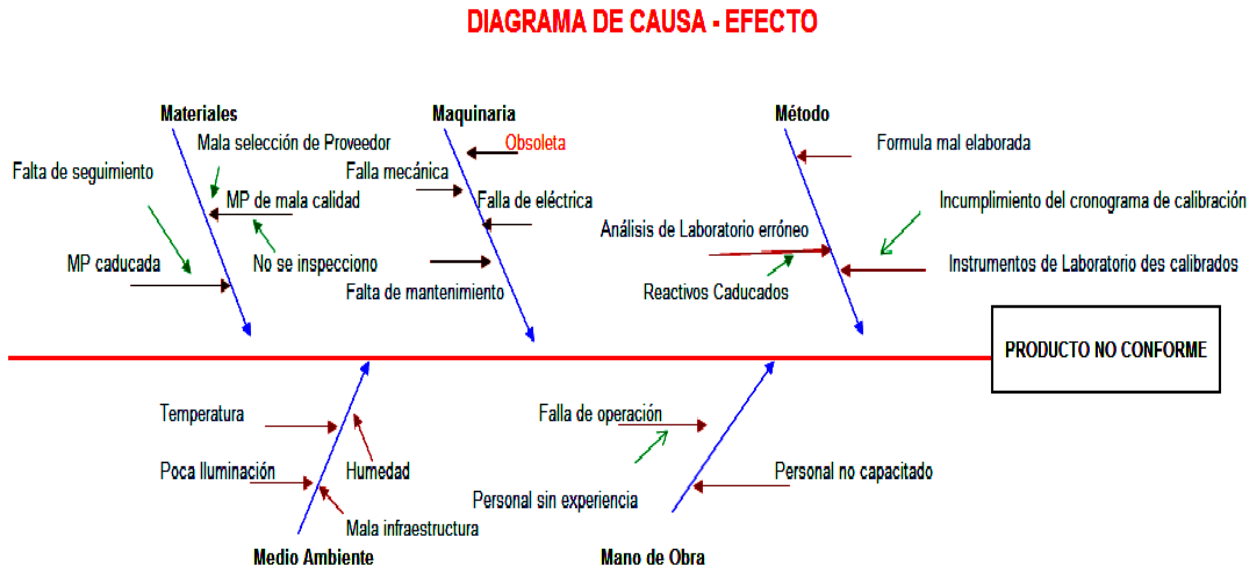 DIAGRAMA DE CAUSA - EFECTO
Materiales
Maquinaria
Método
Mala selección de Proveedor
Obsoleta
Formula mal elaborada
Falta de seguimiento
Falla mecánica
MP de mala calidad
Falla de eléctrica
Incumplimiento del cronograma de calibración
Análisis de Laboratorio erróneo
MP caducada
No se inspecciono
Instrumentos de Laboratorio des calibrados
Falta de mantenimiento
Reactivos Caducados
PRODUCTO NO CONFORME
Temperatura
Falla de operación
Poca Iluminación
Humedad
Personal no capacitado
Personal sin experiencia
Mala infraestructura
Medio Ambiente
Mano de Obra